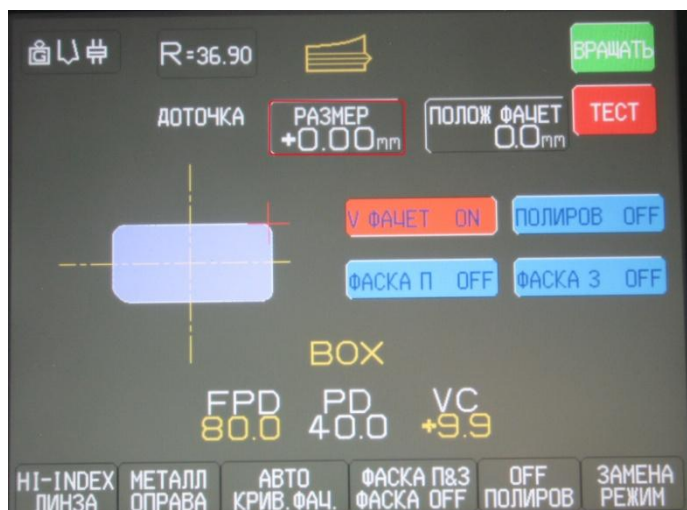 R=36.90
ВРАЩАТЬ
ДОТОЧКА
РАЗМЕР
+0.00mm
ПОЛОЖ ФАЦЕТ
0.0mm
ТЕСТ
V ФАЦЕТ ON
ПОЛИРОВ OFF
ФАСКА П OFF
ФАСКА З OFF
BOX
FPD PD VC
80.0 40.0 +9.9
HI-INDEX МЕТАЛЛ АВТО ФАСКА П&З OFF ЗАМЕНА
ЛИНЗА ОПРАВА КРИВ.ФАЦ. ФАСКА OFF ПОЛИРОВ РЕЖИМ